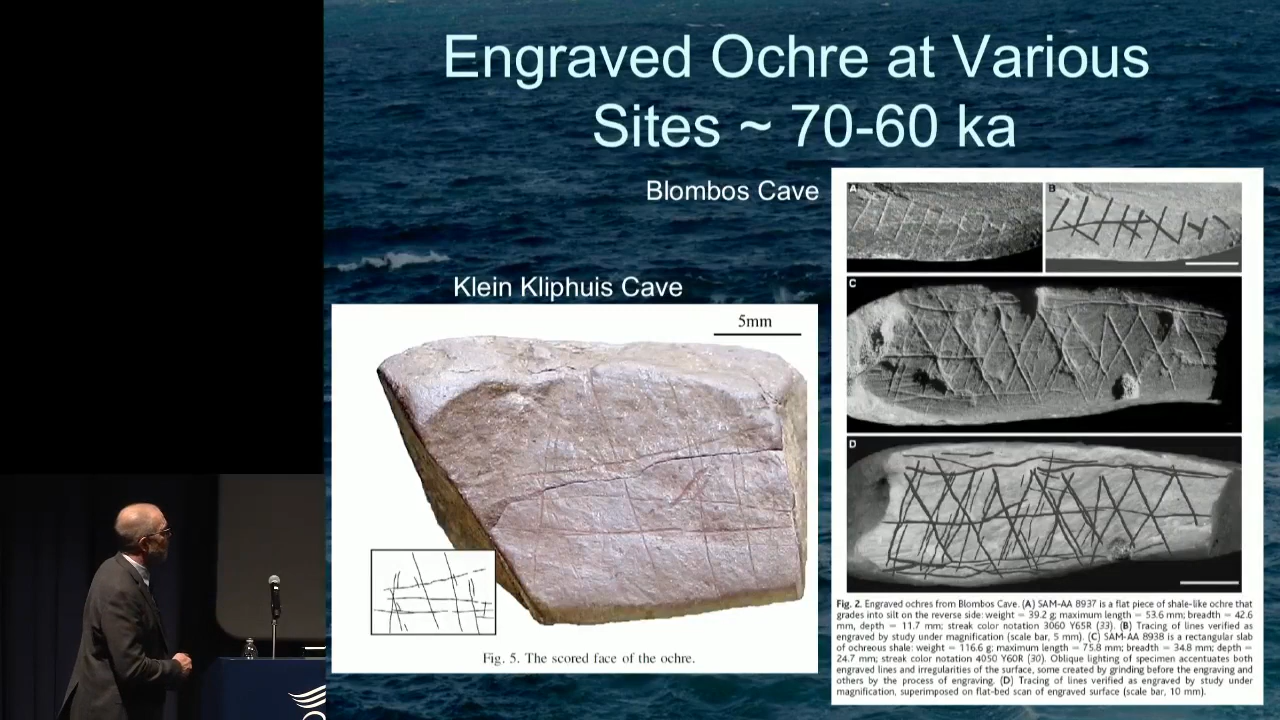 Engraved Ochre at Various
Sites ~ 70-60 ka
Blombos Cave
Klein Kliphuis Cave
5mm
Fig. 5. The scored face of the ochre.
A
B
C
D
Fig. 2. Engraved ochres from Blombos Cave. (A) SAM-AA 8937 is a flat piece of shale-like ochre that
grades into silt on the reverse side: weight = 39.2 g; maximum length = 53.6 mm; breadth = 42.6
mm, depth = 11.7 mm; streak color notation 3060 Y65R (33). (B) Tracing of lines verified as
engraved by study under magnification (scale bar, 5 mm). (C) SAM-AA 8938 is a rectangular slab
of ochreous shale: weight = 116.6 g; maximum length = 75.8 mm; breadth = 34.8 mm; depth =
24.7 mm; streak color notation 4050 Y60R (30). Oblique lighting of specimen accentuates both
engraved lines and irregularities of the surface, some created by grinding before the engraving and
others by the process of engraving. (D) Tracing of lines verified as engraved by study under
magnification, superimposed on flat-bed scan of engraved surface (scale bar, 10 mm).